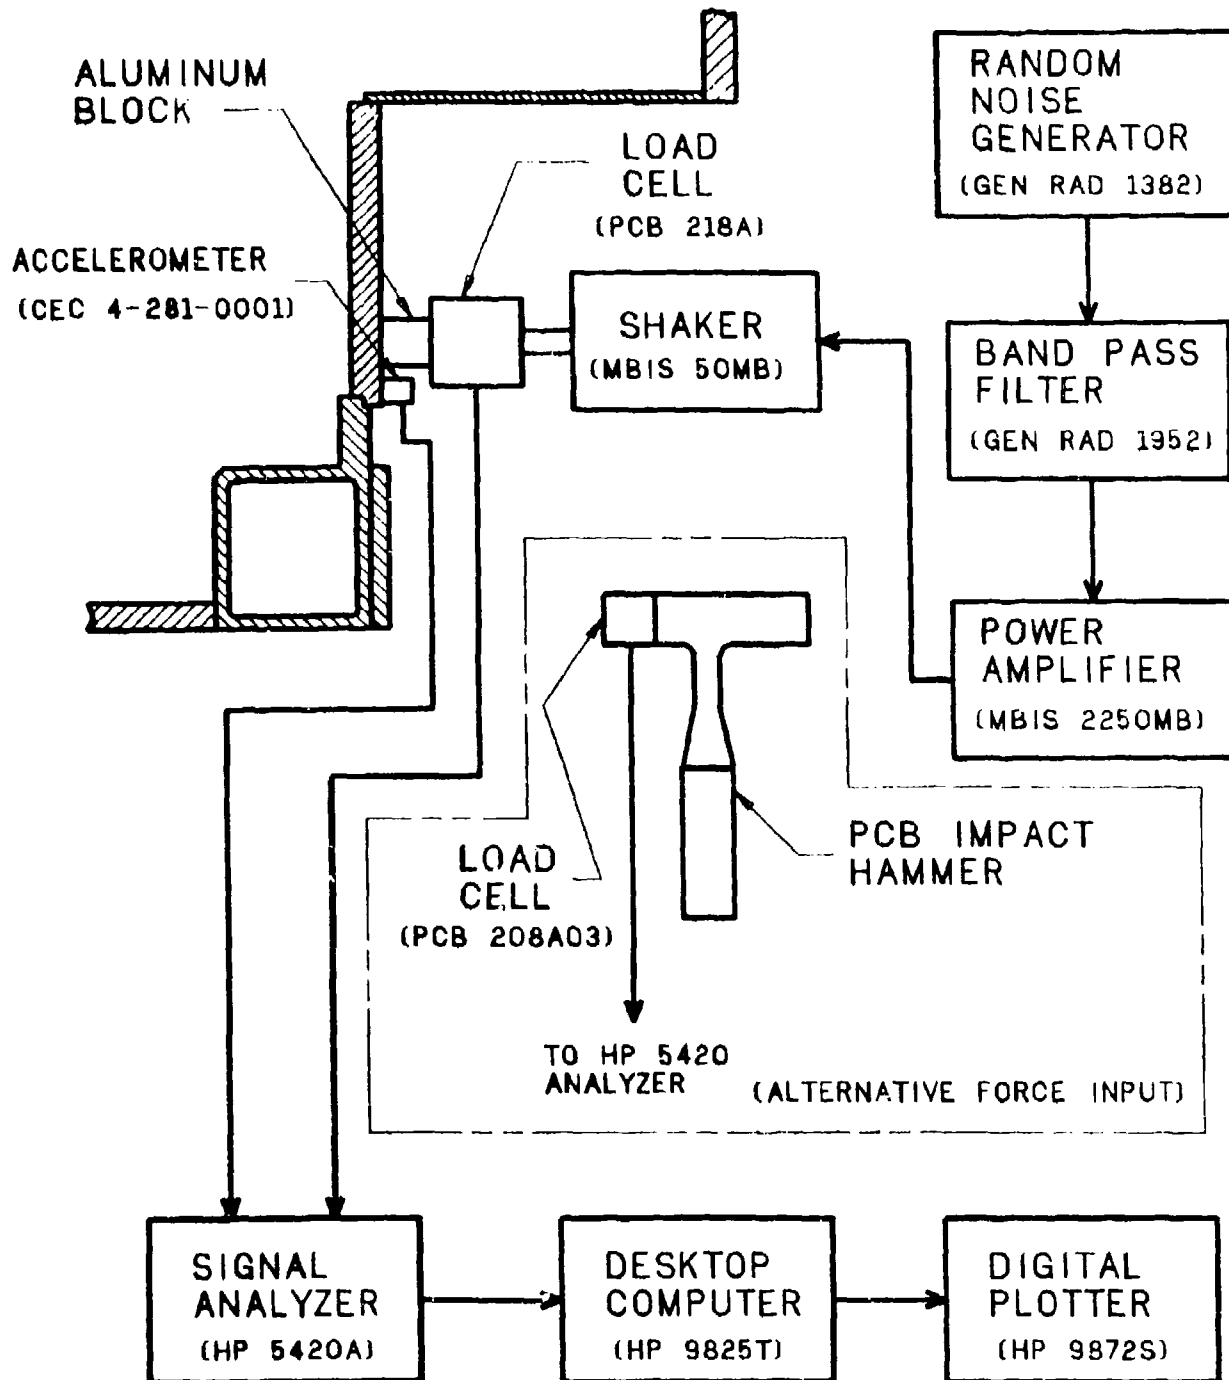 ALUMINUM
BLOCK
LOAD
CELL
(PCB 218A)
RANDOM
NOISE
GENERATOR
(GEN RAD 1382)
ACCELEROMETER
(CEC 4-281-0001)
SHAKER
(MBIS 50MB)
BAND PASS
FILTER
(GEN RAD 1952)
POWER
AMPLIFIER
(MBIS 2250MB)
LOAD
CELL
(PCB 208A03)
PCB IMPACT
HAMMER
TO HP 5420
ANALYZER
(ALTERNATIVE FORCE INPUT)
SIGNAL
ANALYZER
(HP 5420A)
DESKTOP
COMPUTER
(HP 9825T)
DIGITAL
PLOTTER
(HP 9872S)